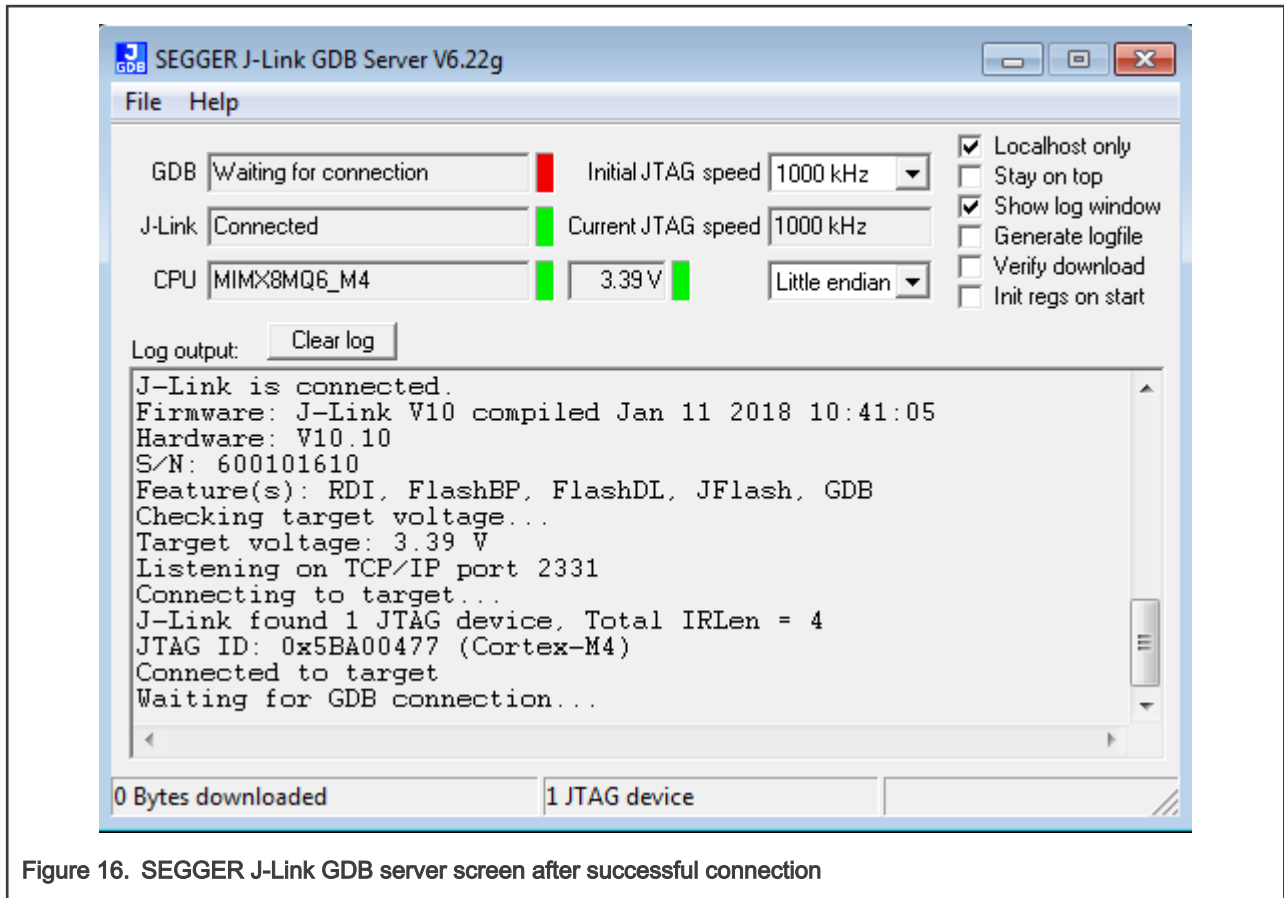 J
GDB
SEGGER J-Link GDB Server V6.22g
File Help
GDB Waiting for connection Initial JTAG speed 1000 kHz
J-Link Connected Current JTAG speed 1000 kHz
CPU MIMX8MQ6_M4 3.39 V Little endian
Localhost only
Stay on top
Show log window
Generate logfile
Verify download
Init regs on start
Log output: Clear log
J-Link is connected.
Firmware: J-Link V10 compiled Jan 11 2018 10:41:05
Hardware: V10.10
S/N: 600101610
Feature(s): RDI, FlashBP, FlashDL, JFlash, GDB
Checking target voltage...
Target voltage: 3.39 V
Listening on TCP/IP port 2331
Connecting to target...
J-Link found 1 JTAG device, Total IRLen = 4
JTAG ID: 0x5BA00477 (Cortex-M4)
Connected to target
Waiting for GDB connection...
0 Bytes downloaded 1 JTAG device
Figure 16. SEGGER J-Link GDB server screen after successful connection